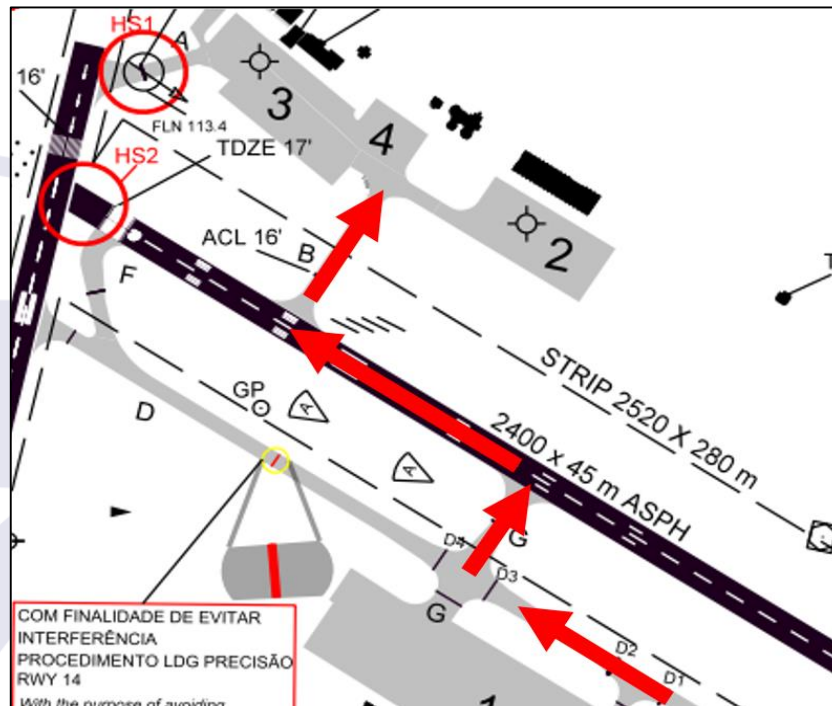 HS1
A
16'
3
FLN 113.4
4
HS2
TDZE 17'
2
ACL 16'
B
F
STRIP 2520 X 280 m
GP
A
D
2400 x 45 m ASPH
A
G
D4
D3
G
D2
D1
1
COM FINALIDADE DE EVITAR
INTERFERÊNCIA
PROCEDIMENTO LDG PRECISÃO
RWY 14
With the purpose of avoiding